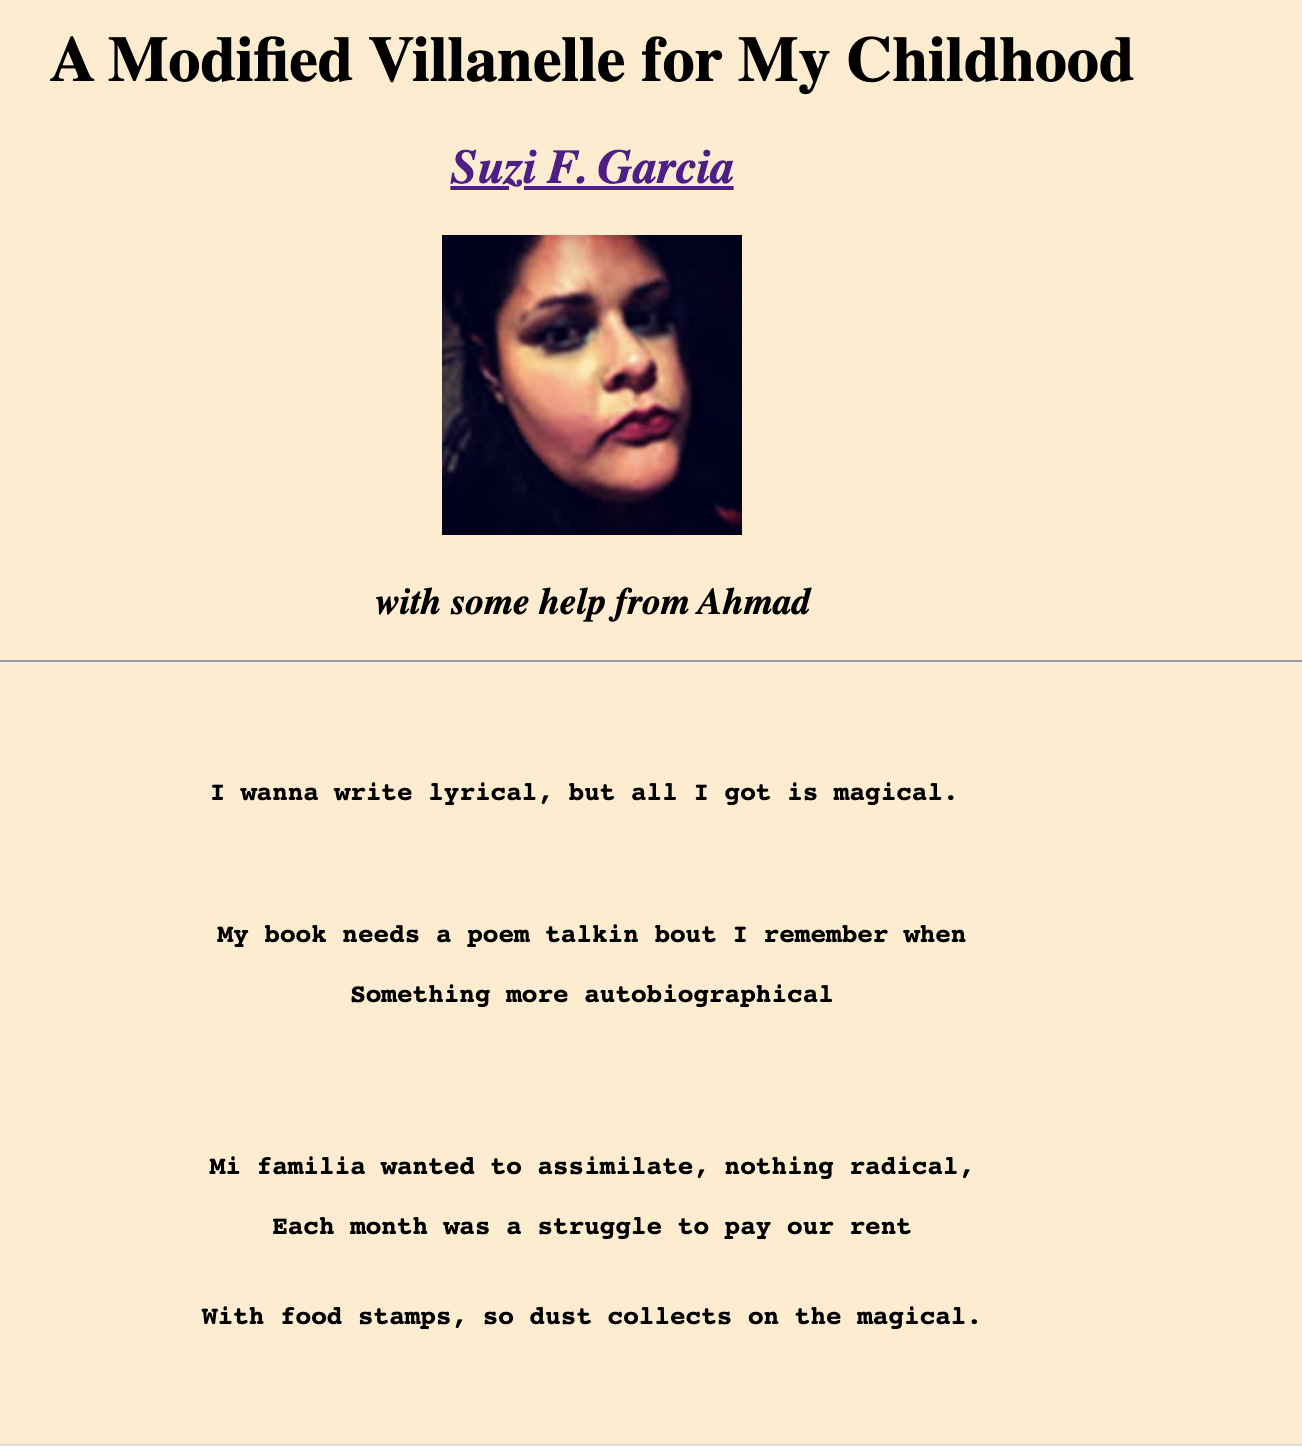 A Modified Villanelle for My Childhood
Suzi F. Garcia
with some help from Ahmad
I wanna write lyrical, but all I got is magical.
My book needs a poem talkin bout I remember when
Something more autobiographical
Mi familia wanted to assimilate, nothing radical,
Each month was a struggle to pay our rent
With food stamps, so dust collects on the magical.